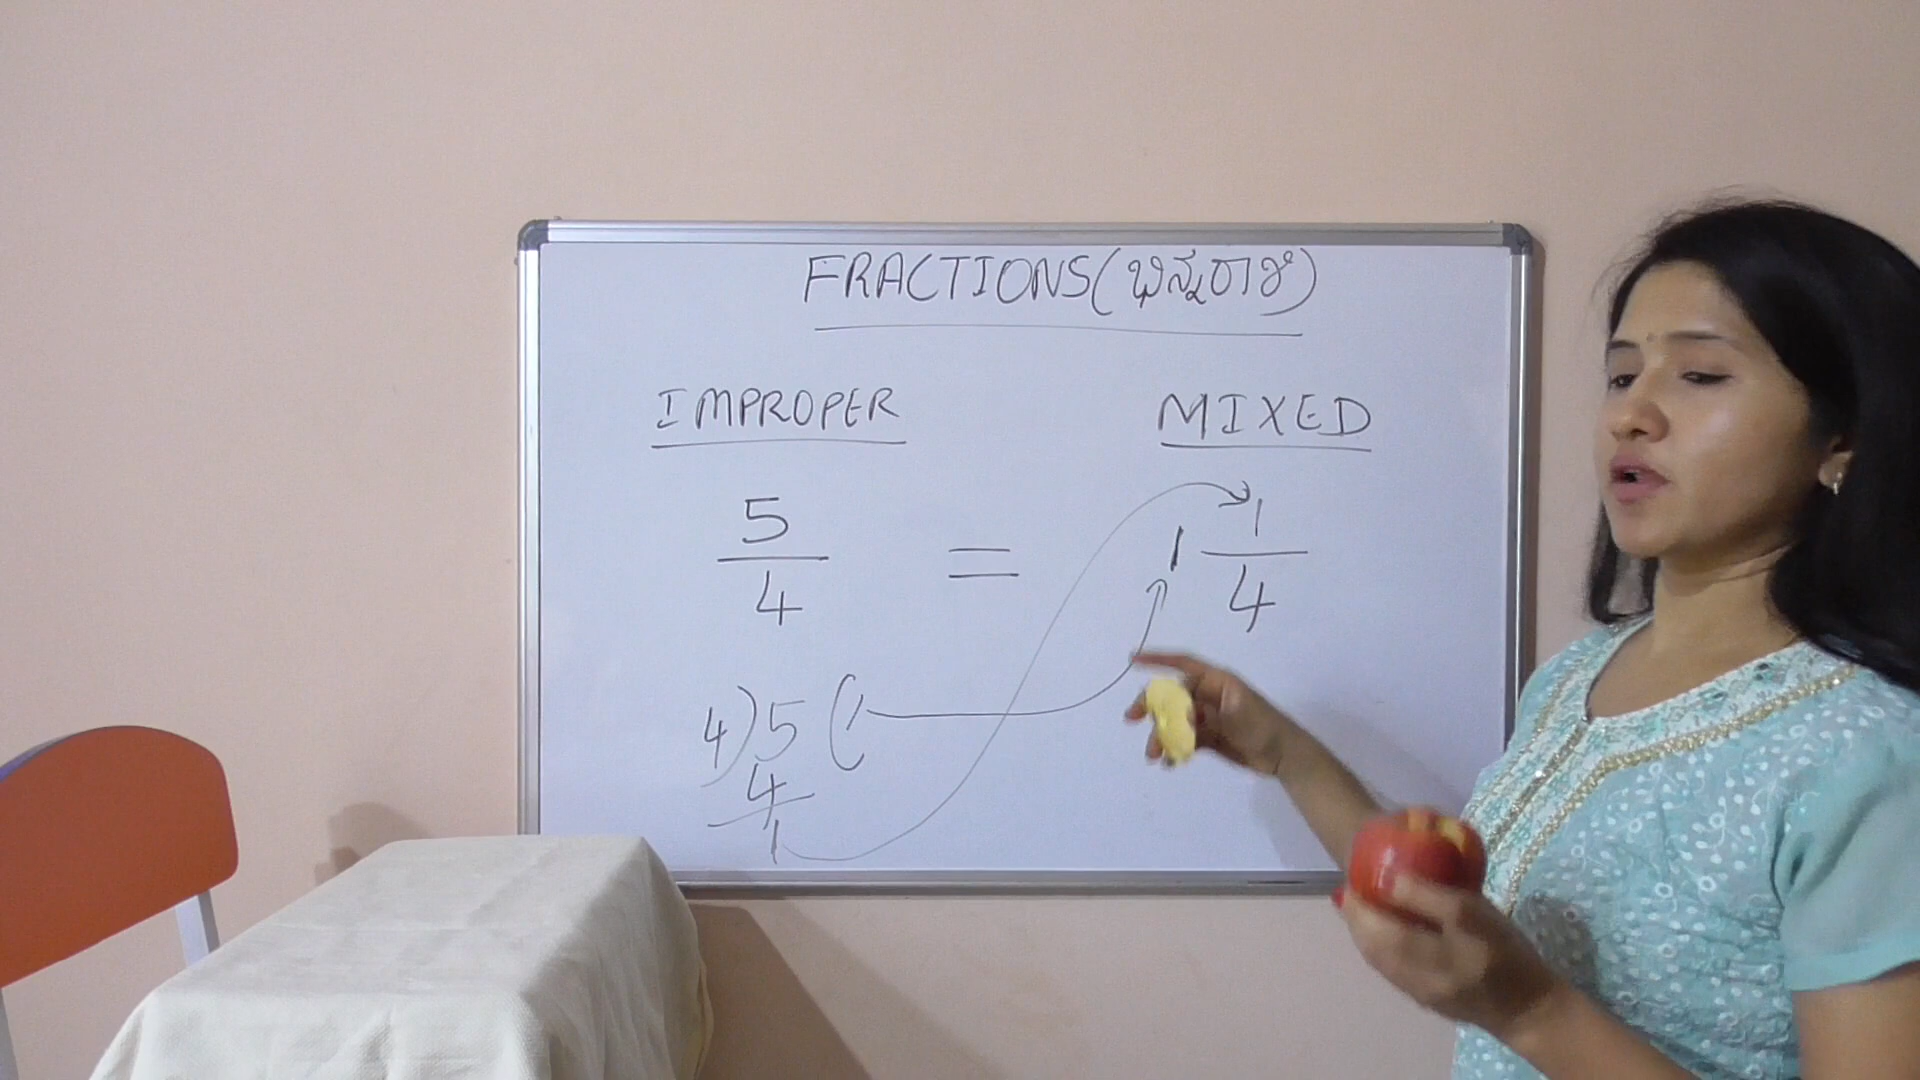 FRACTIONS (ಭಿನ್ನರಾಶಿ)
IMPROPER MIXED
5/4 = 1 1/4
4)5(1
4
1